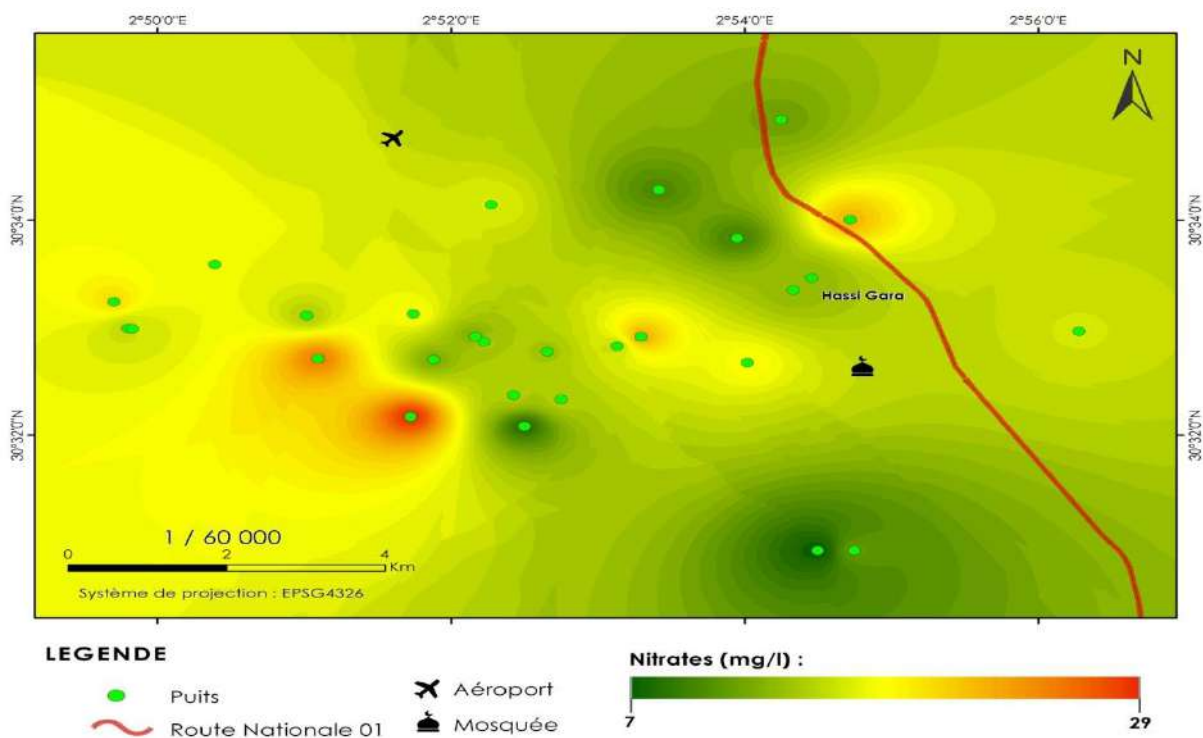 2°50'0"E 2°52'0"E 2°54'0"E 2°56'0"E
N
30°34'0"N 30°34'0"N
Hassi Gara
30°32'0"N 30°32'0"N
1 / 60 000
0 2 4
Km
Système de projection : EPSG4326
LEGENDE
Puits
Aéroport
Route Nationale 01
Mosquée
Nitrates (mg/l) :
7 29